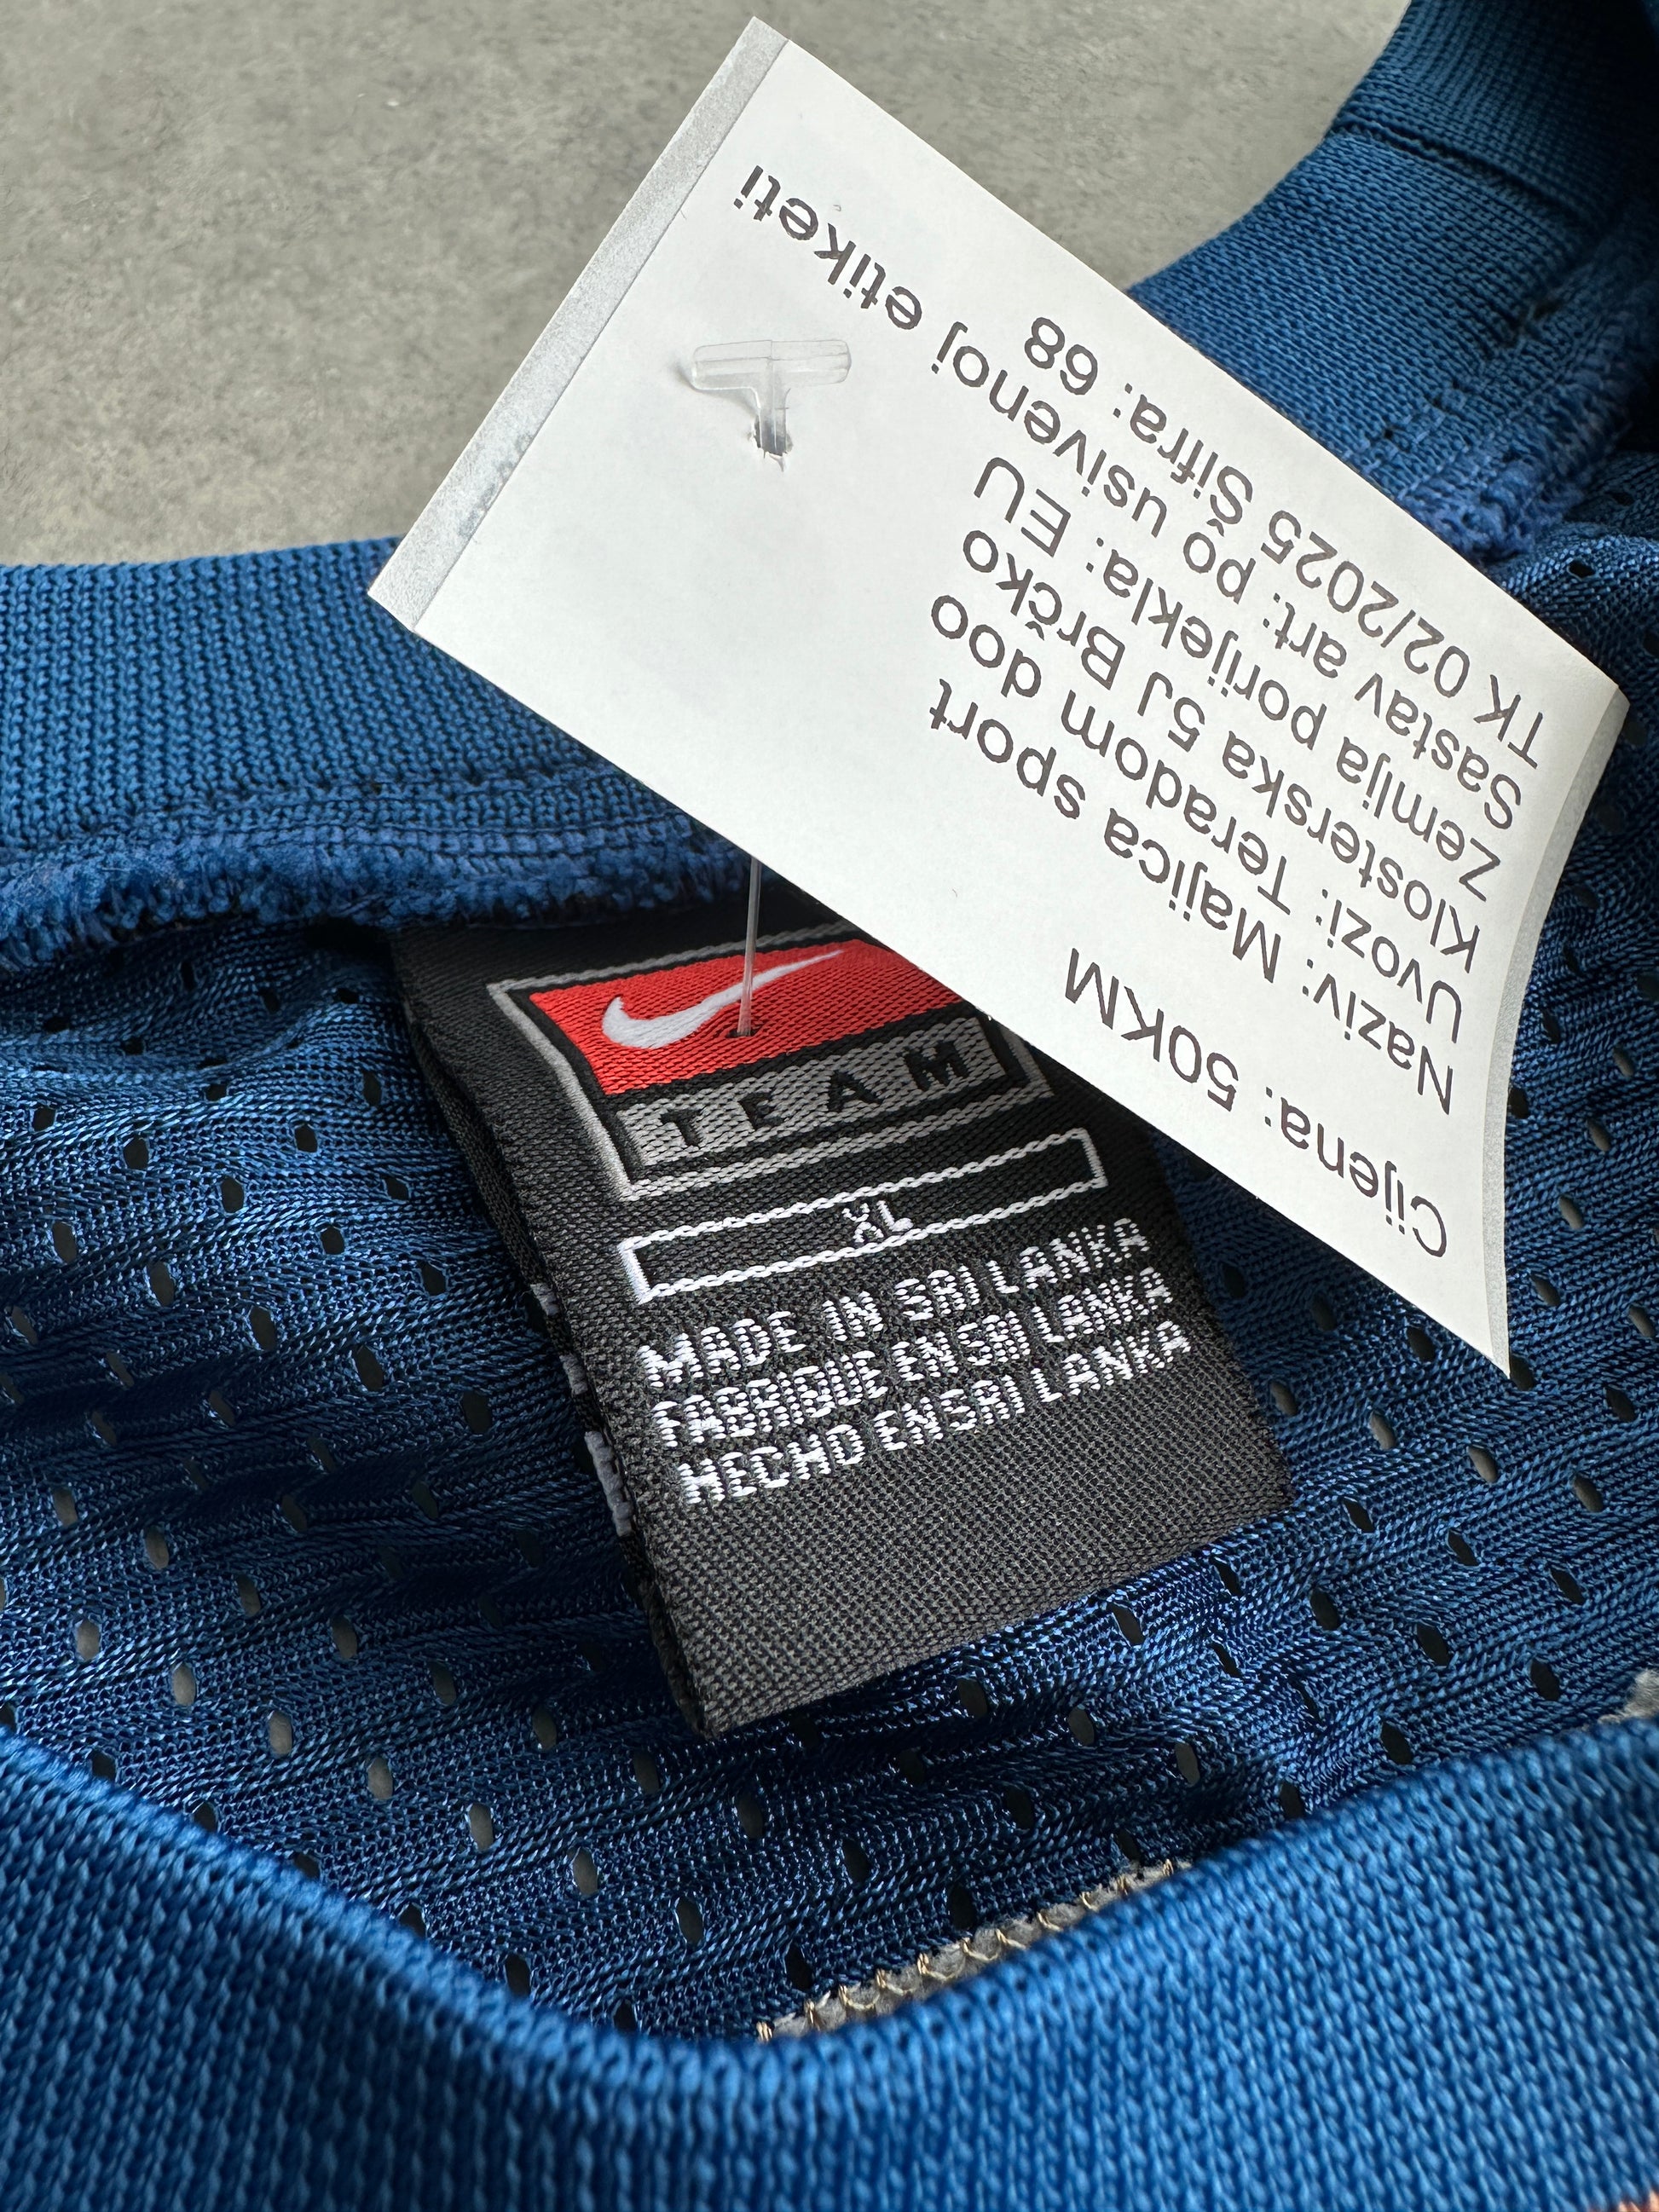 Cijena: 50KM
Naziv: Majica sport
Uvozi: Teradom doo
Klosterska 5J Brčko
Zemlja porijekla: EU
Sastav art: po usivenoj etiketi
TK 02/2025 Šifra: 68
TEAM
XL
MADE IN SRI LANKA
FABRIQUE EN SRI LANKA
HECHO EN SRI LANKA